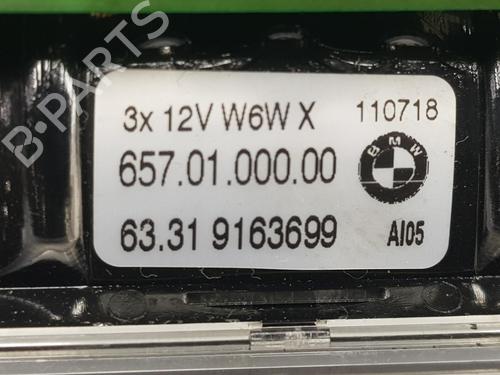 3x 12V W6W X 110718
657.01.000.00
BMW
63.31 9163699 AI05
B-PARTS